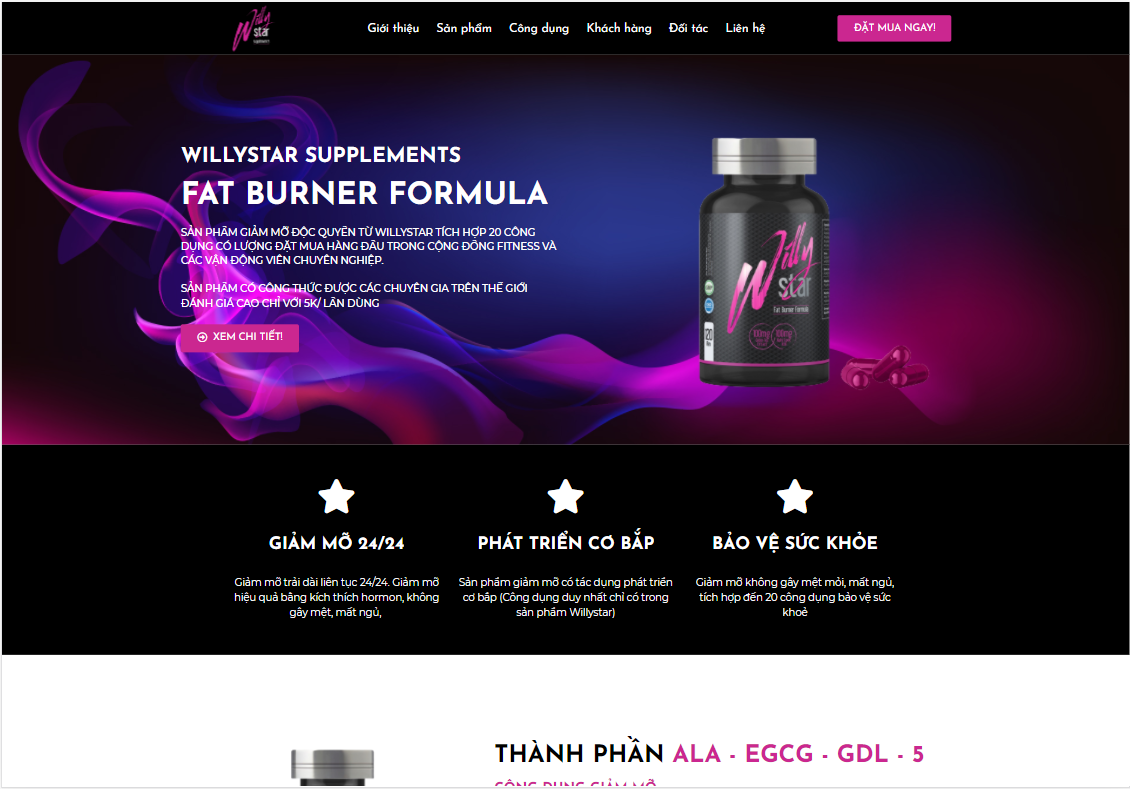 Willy
star
Giới thiệu Sản phẩm Công dụng Khách hàng Đối tác Liên hệ
ĐẶT MUA NGAY!
WILLYSTAR SUPPLEMENTS
FAT BURNER FORMULA
SẢN PHẨM GIẢM MỠ ĐỘC QUYỀN TỪ WILLYSTAR TÍCH HỢP 20 CÔNG
DỤNG CÓ LƯỢNG ĐẶT MUA HÀNG ĐẦU TRONG CỘNG ĐỒNG FITNESS VÀ
CÁC VẬN ĐỘNG VIÊN CHUYÊN NGHIỆP.
SẢN PHẨM CÓ CÔNG THỨC ĐƯỢC CÁC CHUYÊN GIA TRÊN THẾ GIỚI
ĐÁNH GIÁ CAO CHỈ VỚI 5K/ LẦN DÙNG
XEM CHI TIẾT!
Willy
star
Fat Burner Formula
100mg 100mg
120
GIẢM MỠ 24/24
Giảm mỡ trải dài liên tục 24/24. Giảm mỡ
hiệu quả bằng kích thích hormon, không
gây mệt, mất ngủ,
PHÁT TRIỂN CƠ BẮP
Sản phẩm giảm mỡ có tác dụng phát triển
cơ bắp (Công dụng duy nhất chỉ có trong
sản phẩm Willystar)
BẢO VỆ SỨC KHỎE
Giảm mỡ không gây mệt mỏi, mất ngủ,
tích hợp đến 20 công dụng bảo vệ sức
khoẻ
THÀNH PHẦN ALA - EGCG - GDL - 5
CÔNG DỤNG GIẢM MỠ